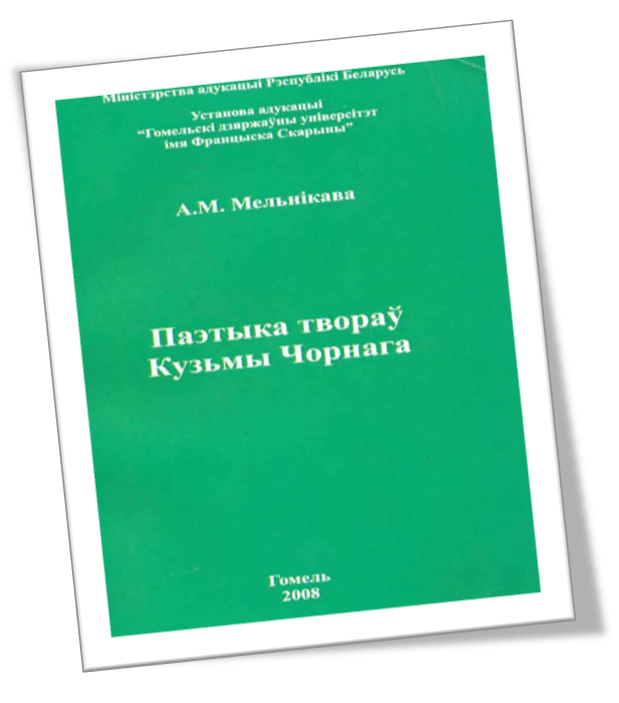 Міністэрства адукацыі Рэспублікі Беларусь
Установа адукацыі
“Гомельскі дзяржаўны універсітэт
імя Францыска Скарыны”
А.М. Мельнікава
Паэтыка твораў
Кузьмы Чорнага
Гомель
2008